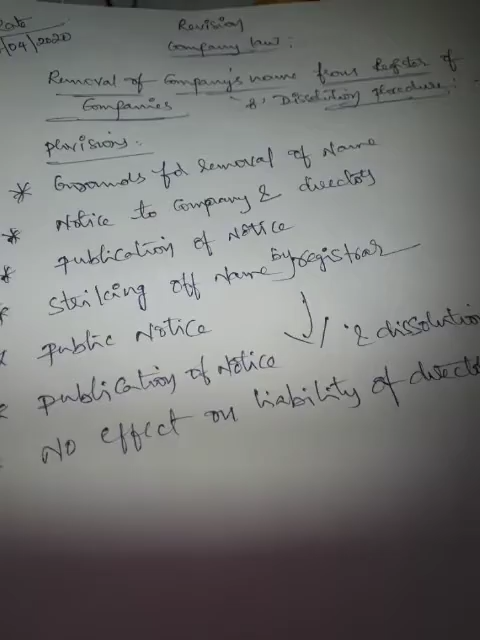 Date
/04/2020
Revision
Company law:
Removal of Company's name from Register of
Companies & Dissolution procedure:
provisions:
* Grounds for removal of Name
* Notice to Company & directors
* publication of Notice
* striking off Name by registrar
* public Notice
* publication of Notice & dissolution
NO effect on liability of directo